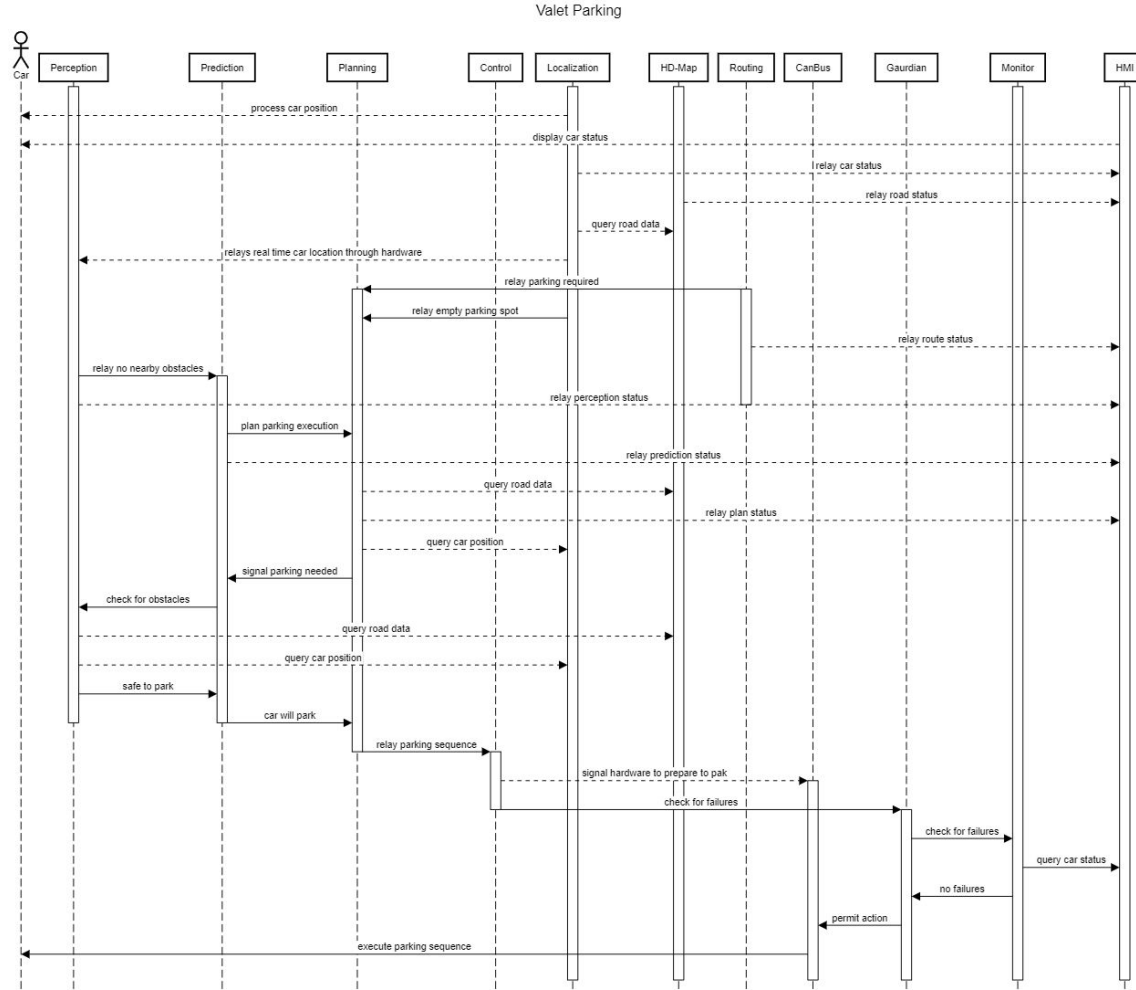 Valet Parking
Car
Perception
Prediction
Planning
Control
Localization
HD-Map
Routing
CanBus
Gaurdian
Monitor
HMI
process car position
display car status
relay car status
relay road status
query road data
relays real time car location through hardware
relay parking required
relay empty parking spot
relay route status
relay no nearby obstacles
relay perception status
plan parking execution
relay prediction status
query road data
relay plan status
query car position
signal parking needed
check for obstacles
query road data
query car position
safe to park
car will park
relay parking sequence
signal hardware to prepare to pak
check for failures
check for failures
query car status
no failures
permit action
execute parking sequence